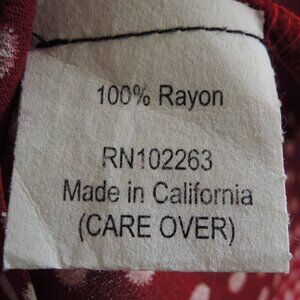 100% Rayon
RN102263
Made in California
(CARE OVER)